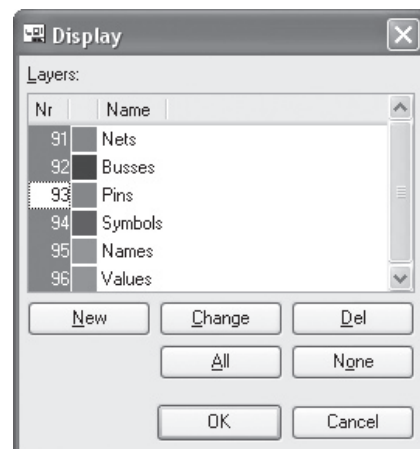 Display
Layers:
Nr Name
91 Nets
92 Busses
93 Pins
94 Symbols
95 Names
96 Values
New Change Del
All None
OK Cancel